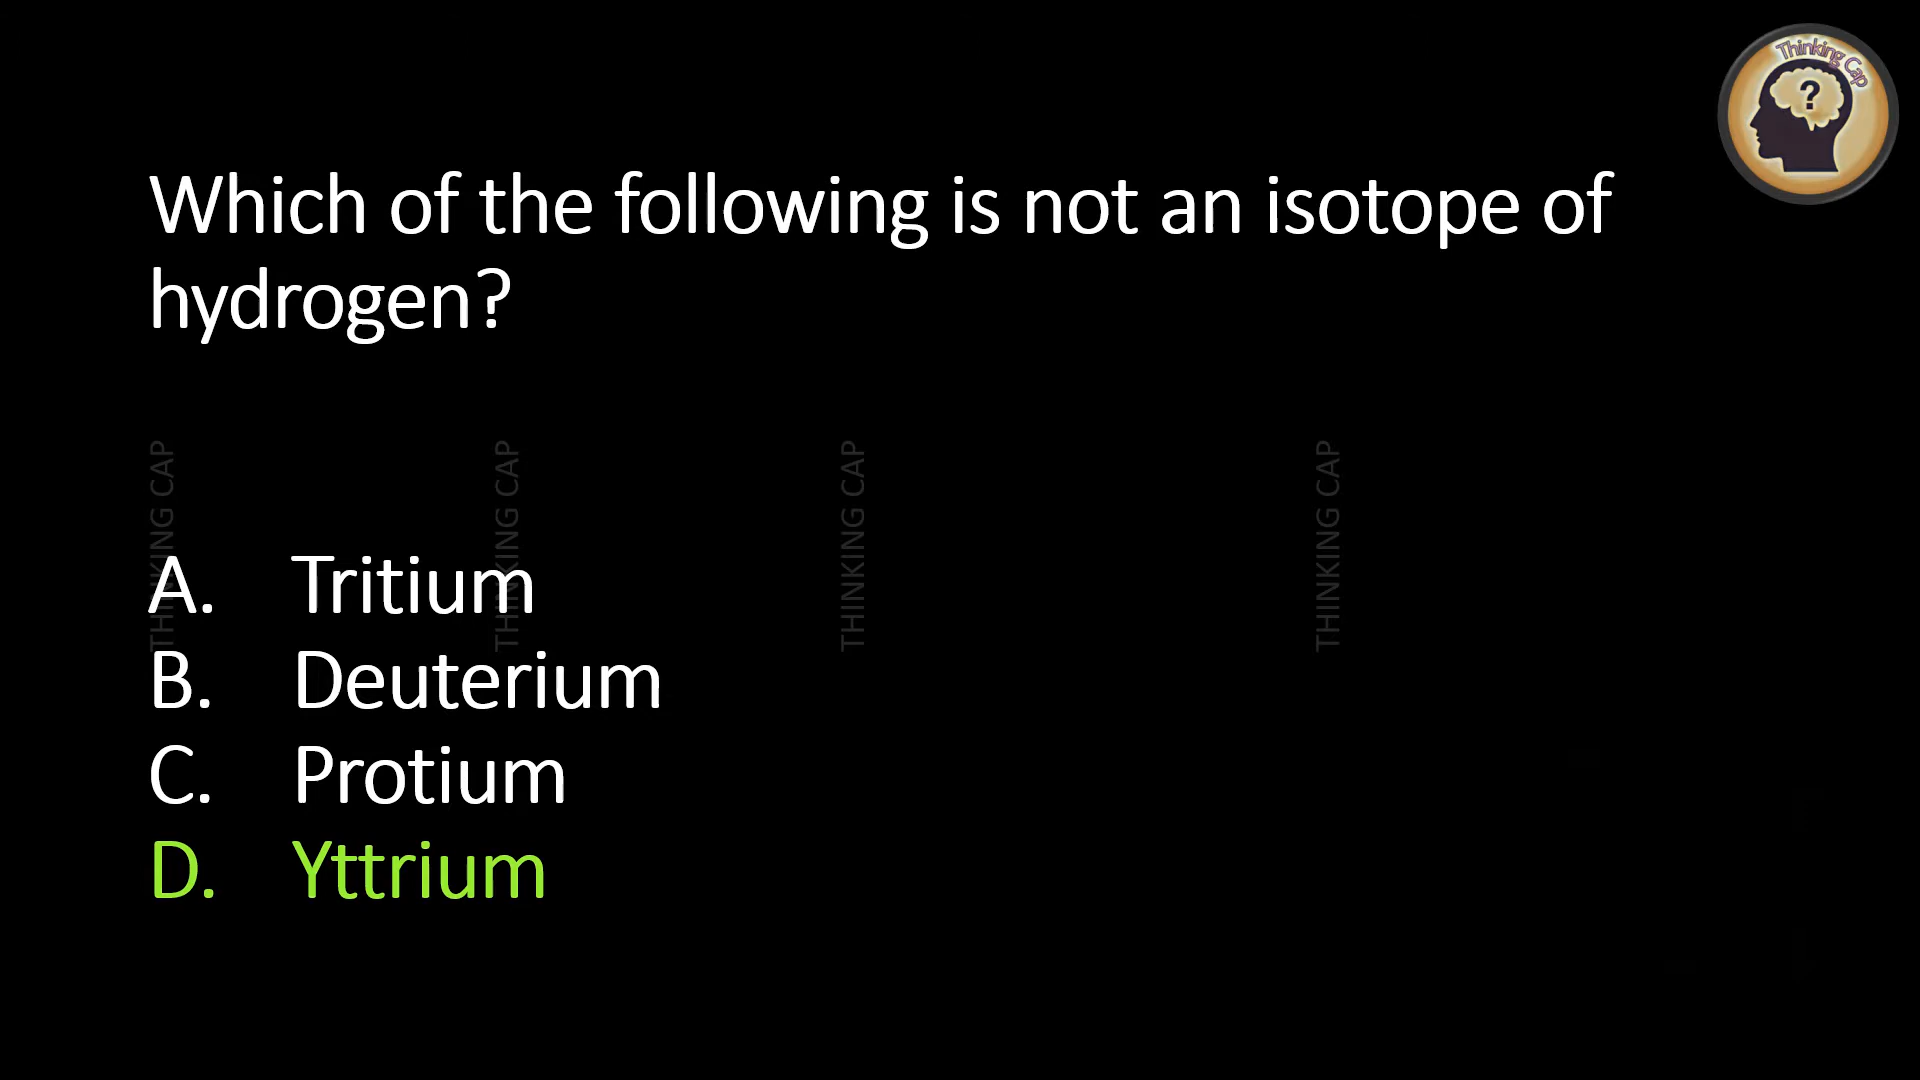 Thinking Cap
?
Which of the following is not an isotope of
hydrogen?
THINKING CAP
THINKING CAP
THINKING CAP
THINKING CAP
A. Tritium
B. Deuterium
C. Protium
D. Yttrium